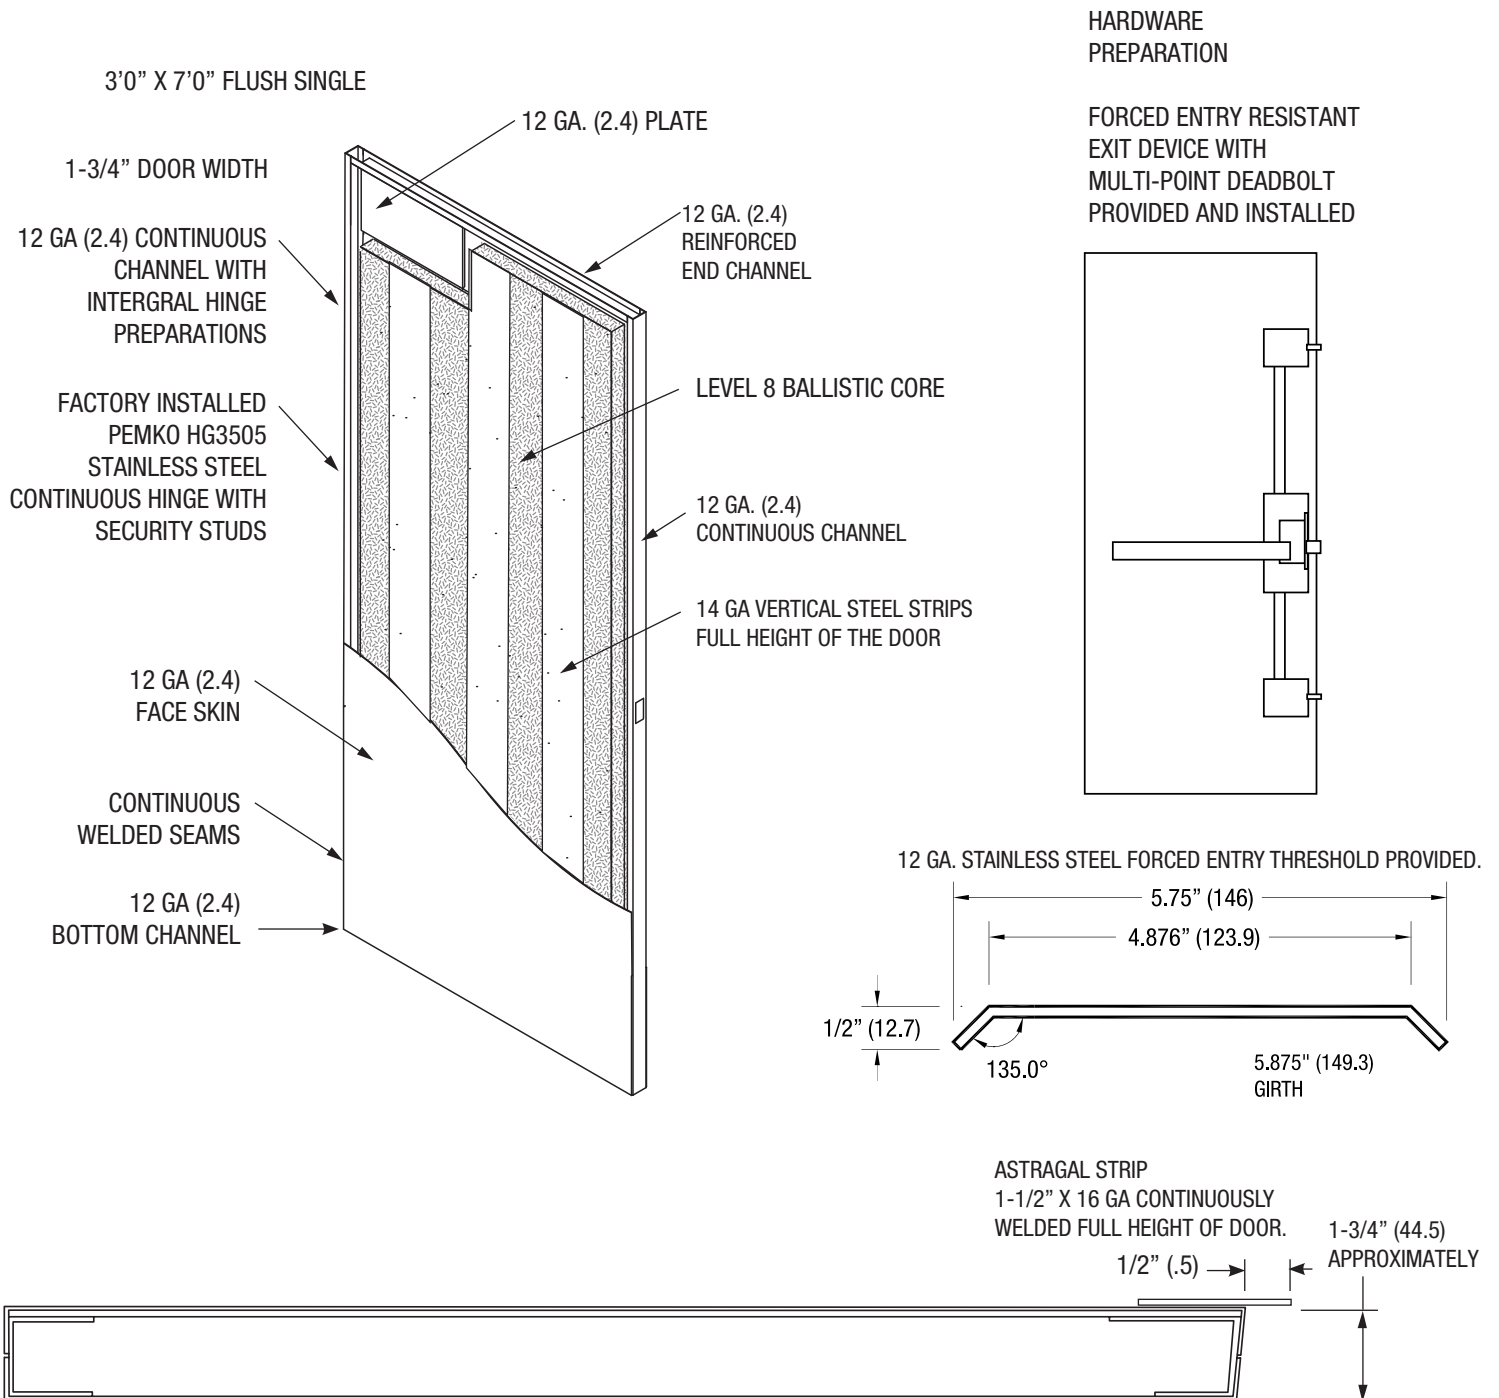 3’0” X 7’0” FLUSH SINGLE
1-3/4” DOOR WIDTH
12 GA. (2.4) PLATE
12 GA (2.4) CONTINUOUS
CHANNEL WITH
INTERGRAL HINGE
PREPARATIONS
12 GA. (2.4)
REINFORCED
END CHANNEL
FACTORY INSTALLED
PEMKO HG3505
STAINLESS STEEL
CONTINUOUS HINGE WITH
SECURITY STUDS
LEVEL 8 BALLISTIC CORE
12 GA. (2.4)
CONTINUOUS CHANNEL
14 GA VERTICAL STEEL STRIPS
FULL HEIGHT OF THE DOOR
12 GA (2.4)
FACE SKIN
CONTINUOUS
WELDED SEAMS
12 GA (2.4)
BOTTOM CHANNEL
HARDWARE
PREPARATION
FORCED ENTRY RESISTANT
EXIT DEVICE WITH
MULTI-POINT DEADBOLT
PROVIDED AND INSTALLED
12 GA. STAINLESS STEEL FORCED ENTRY THRESHOLD PROVIDED.
5.75” (146)
4.876” (123.9)
1/2” (12.7)
135.0°
5.875" (149.3)
GIRTH
ASTRAGAL STRIP
1-1/2” X 16 GA CONTINUOUSLY
WELDED FULL HEIGHT OF DOOR.
1/2” (.5)
1-3/4” (44.5)
APPROXIMATELY